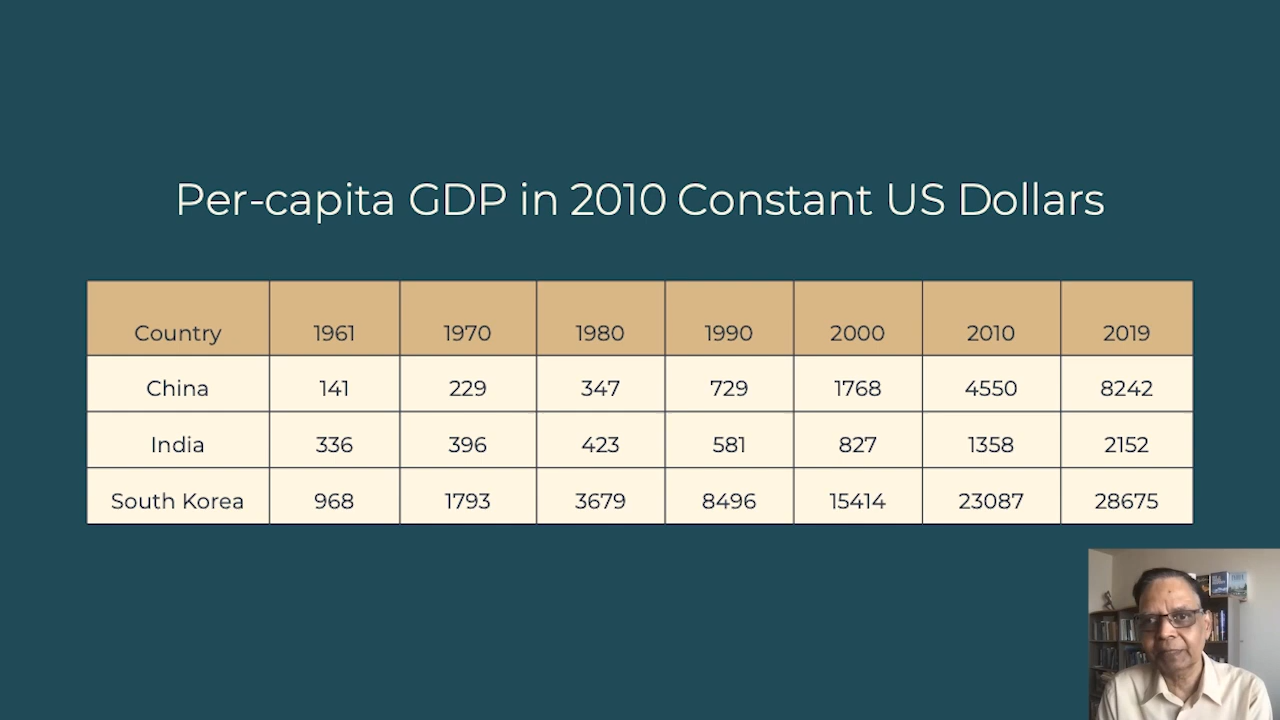 Per-capita GDP in 2010 Constant US Dollars
Country 1961 1970 1980 1990 2000 2010 2019
China 141 229 347 729 1768 4550 8242
India 336 396 423 581 827 1358 2152
South Korea 968 1793 3679 8496 15414 23087 28675